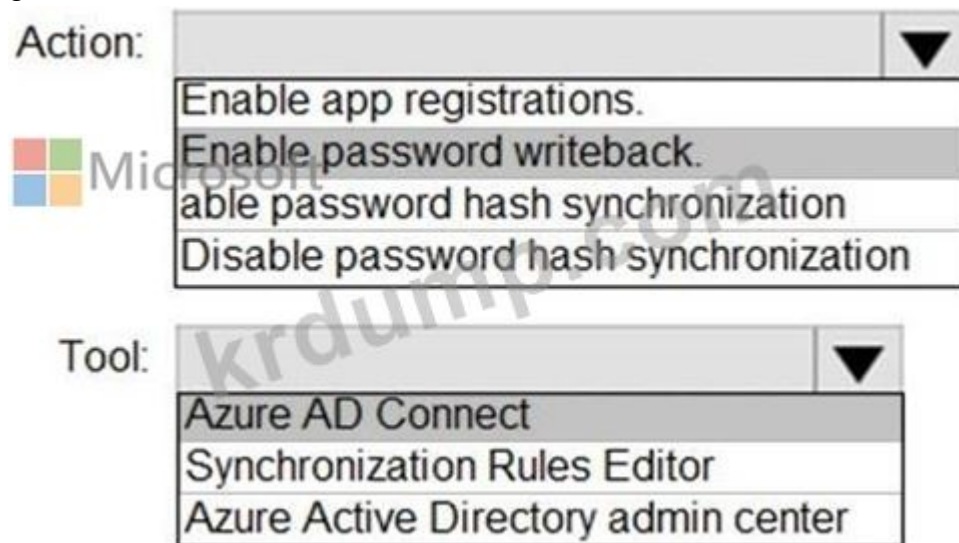 Action:
Enable app registrations.
Enable password writeback.
able password hash synchronization
Disable password hash synchronization
Microsoft
krdump.com
Tool:
Azure AD Connect
Synchronization Rules Editor
Azure Active Directory admin center